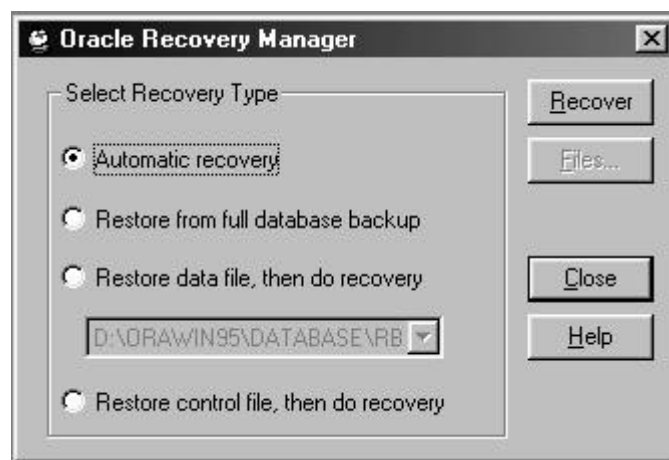 Oracle Recovery Manager
Select Recovery Type
Automatic recovery
Restore from full database backup
Restore data file, then do recovery
D:\ORAWIN95\DATABASE\RB
Restore control file, then do recovery
Recover
Files...
Close
Help